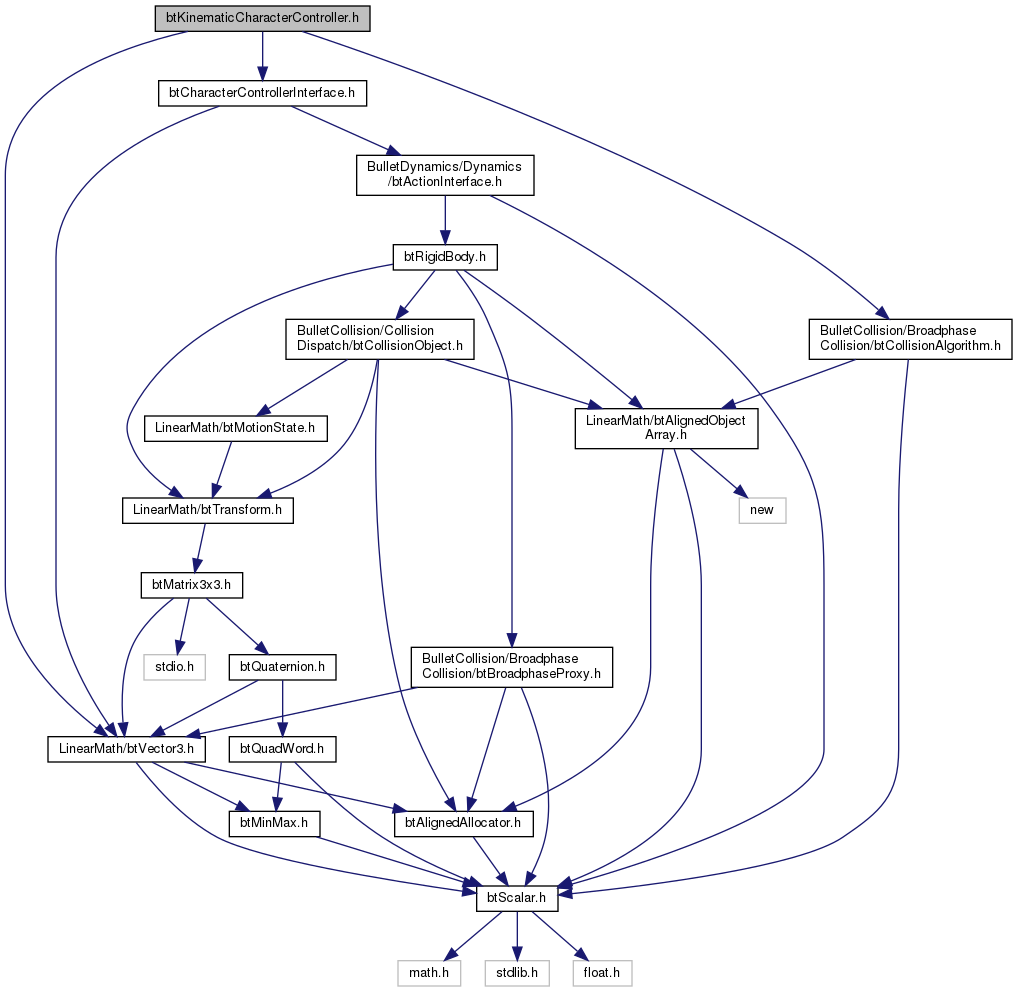 btKinematicCharacterController.h
btCharacterControllerInterface.h
BulletDynamics/Dynamics
/btActionInterface.h
btRigidBody.h
BulletCollision/Collision
Dispatch/btCollisionObject.h
BulletCollision/Broadphase
Collision/btCollisionAlgorithm.h
LinearMath/btMotionState.h
LinearMath/btAlignedObject
Array.h
LinearMath/btTransform.h
new
btMatrix3x3.h
stdio.h
btQuaternion.h
BulletCollision/Broadphase
Collision/btBroadphaseProxy.h
LinearMath/btVector3.h
btQuadWord.h
btMinMax.h
btAlignedAllocator.h
btScalar.h
math.h
stdlib.h
float.h